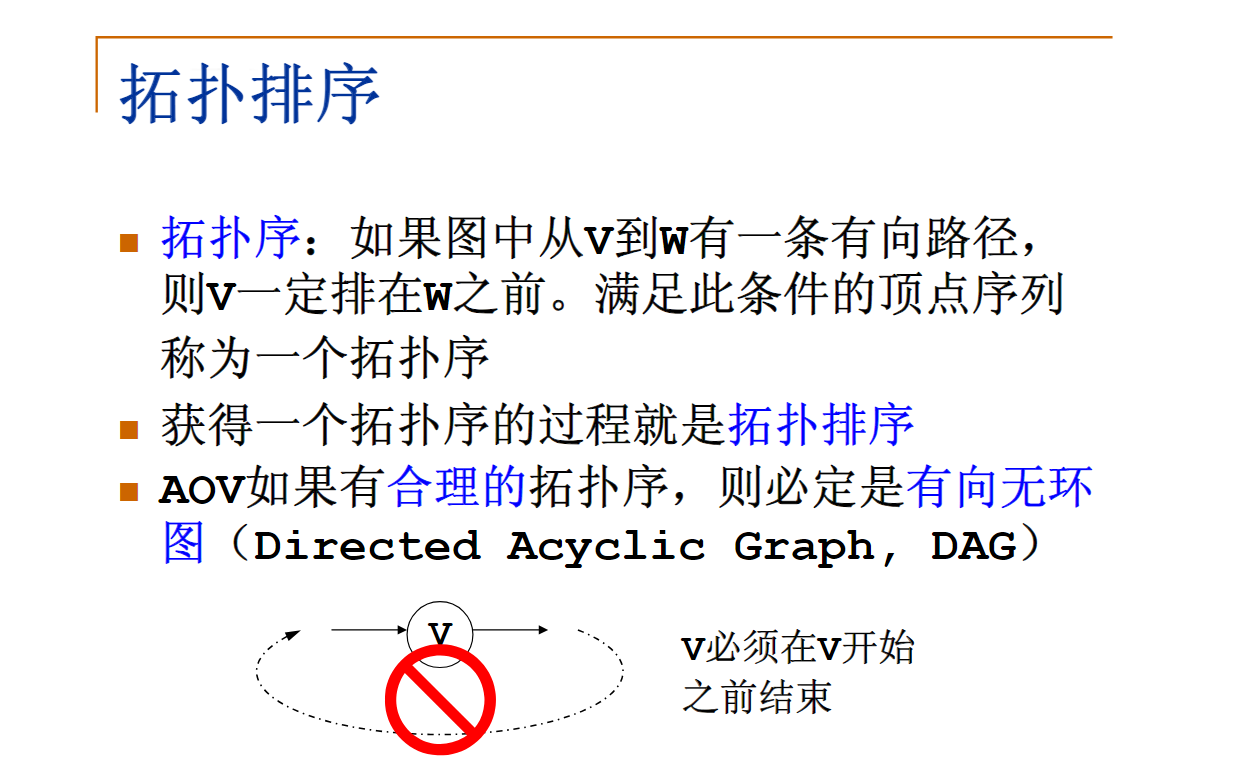 拓扑排序
拓扑序：如果图中从V到W有一条有向路径，
则V一定排在W之前。满足此条件的顶点序列
称为一个拓扑序
获得一个拓扑序的过程就是拓扑排序
AOV如果有合理的拓扑序，则必定是有向无环
图（Directed Acyclic Graph, DAG）
V
V必须在V开始
之前结束